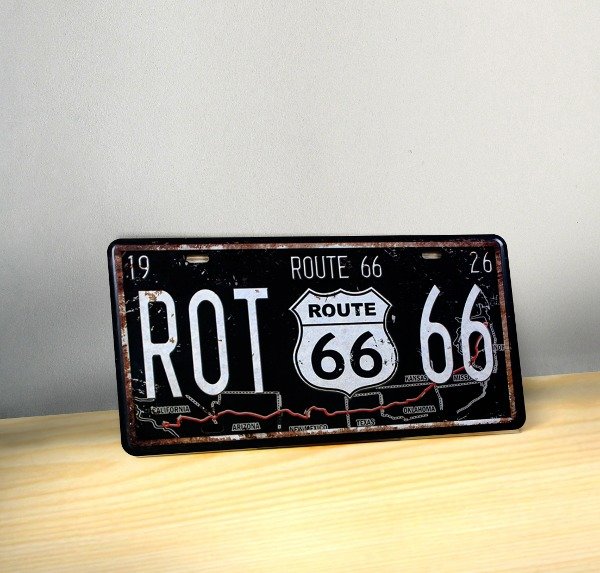 19 ROUTE 66 26
ROT ROUTE 66 66
CALIFORNIA ARIZONA NEW MEXICO TEXAS OKLAHOMA KANSAS